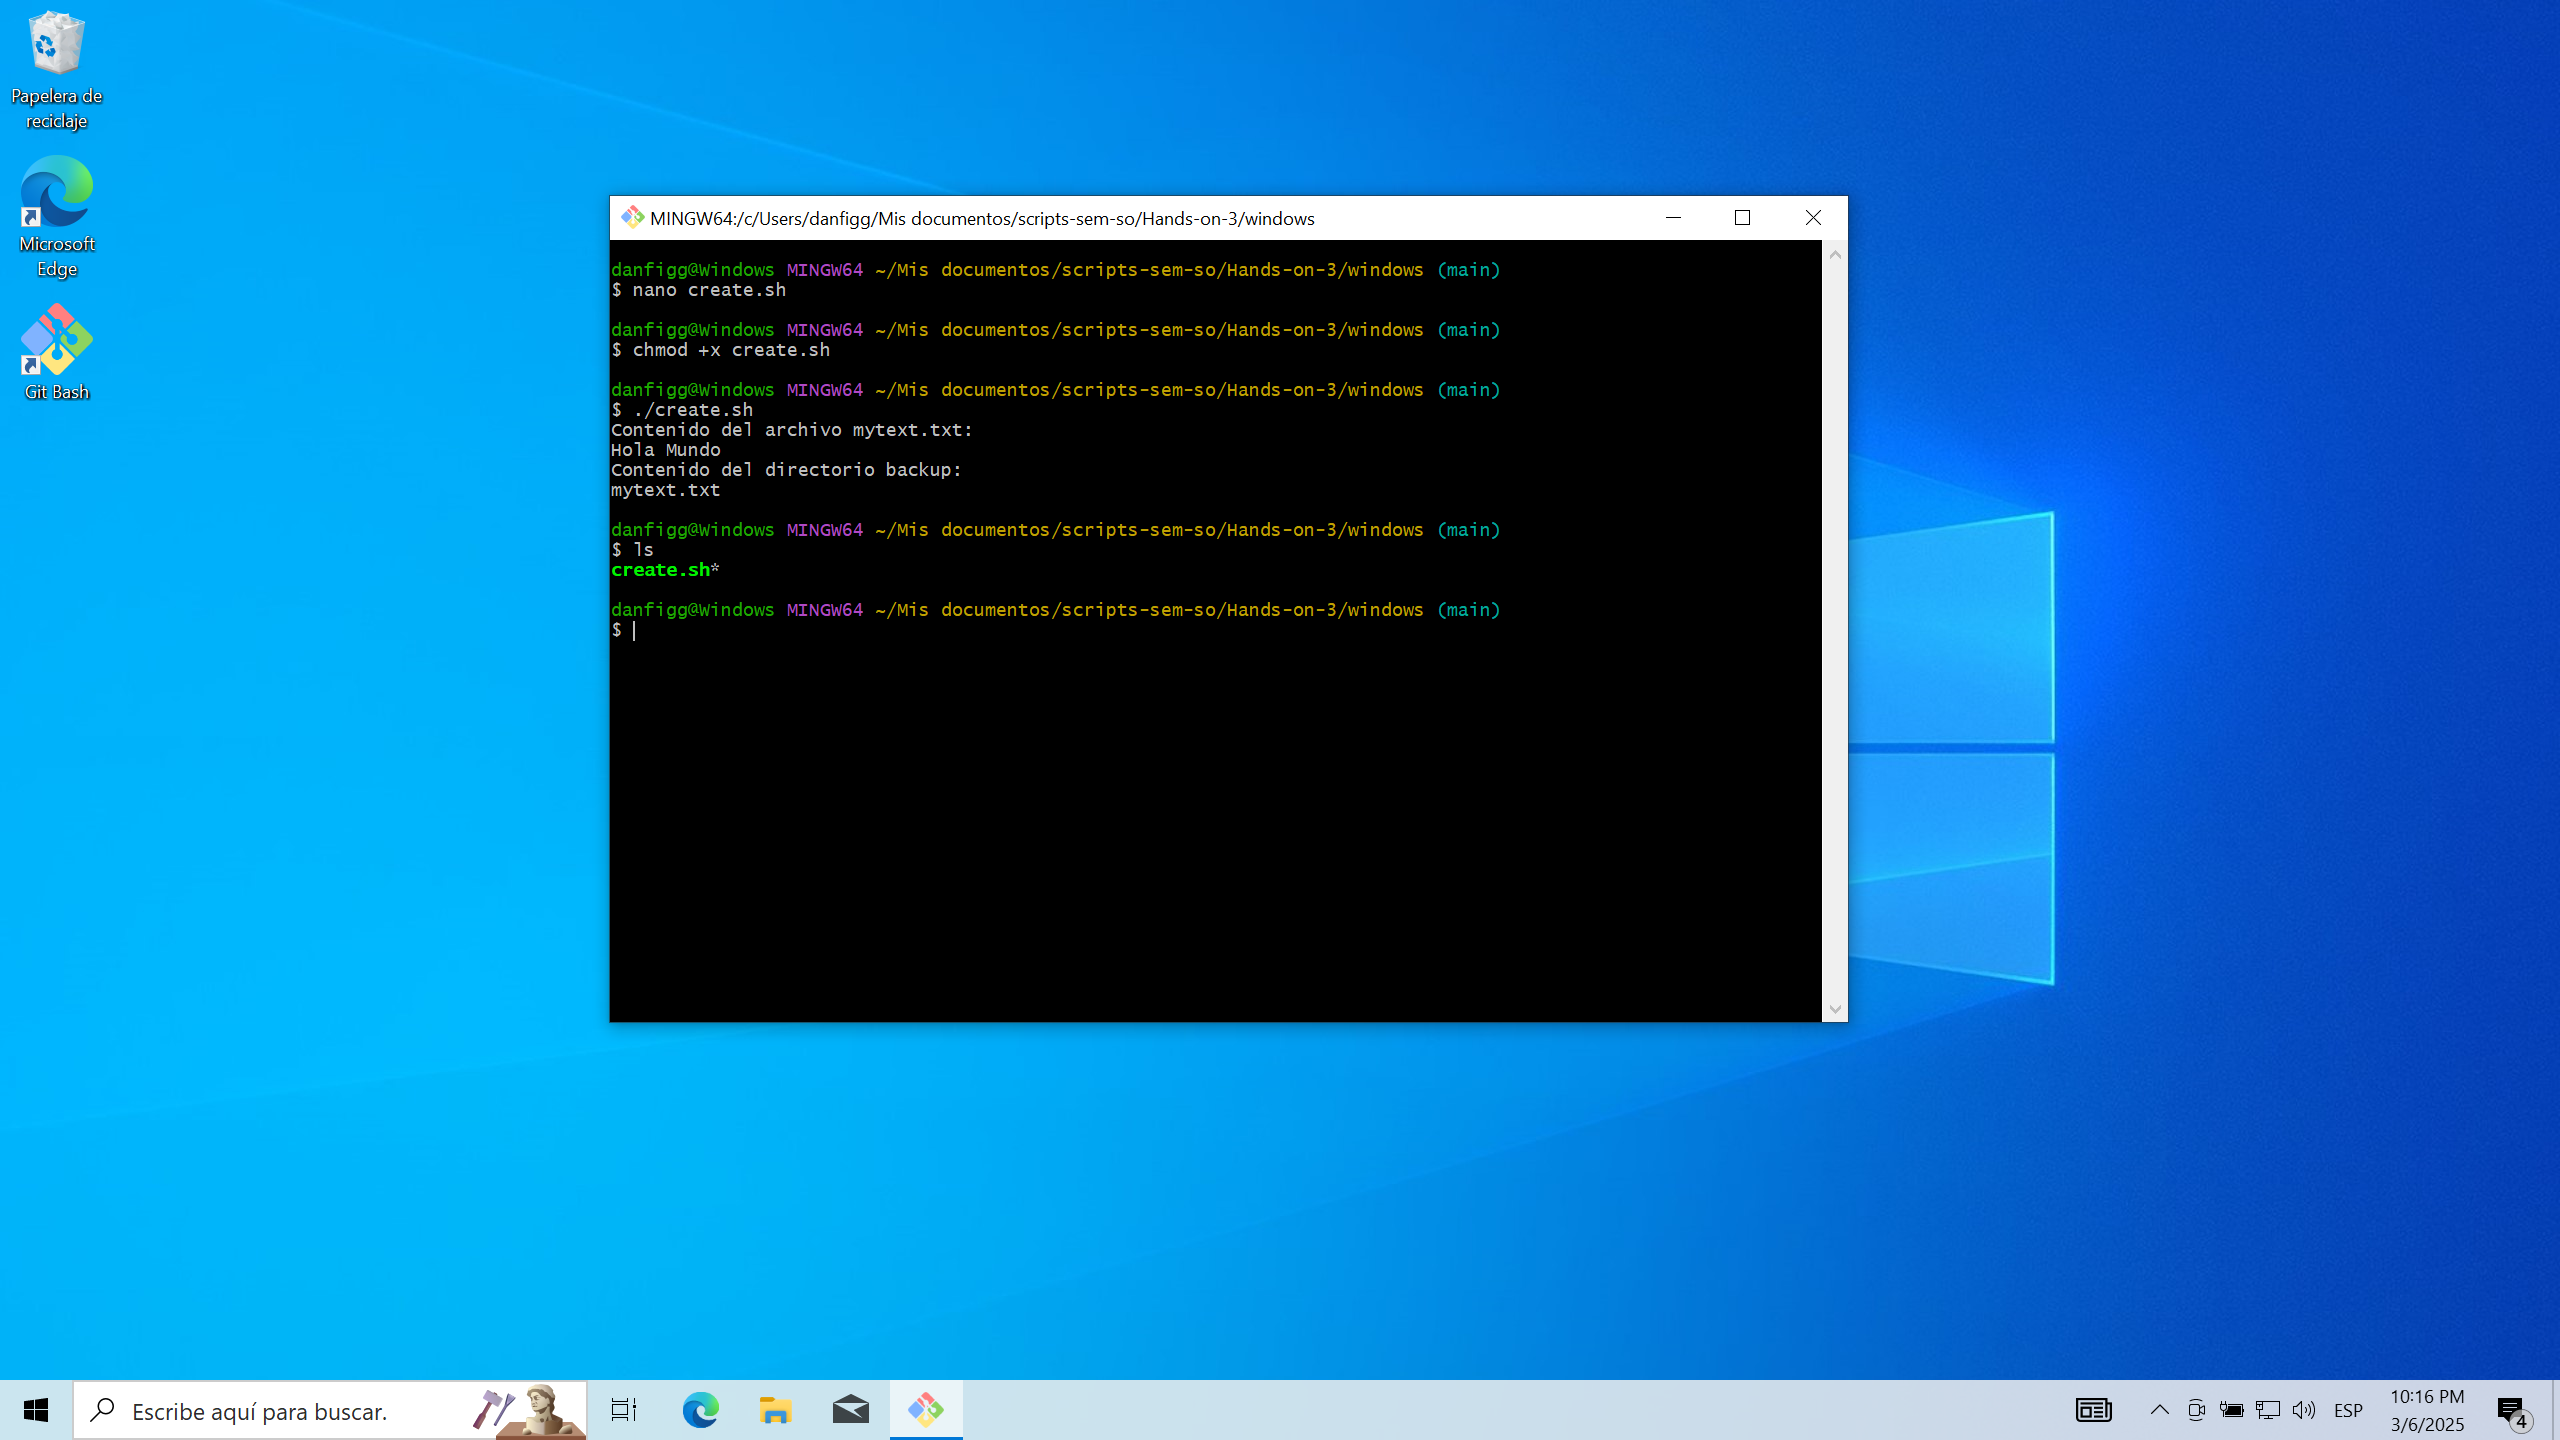 Papelera de
reciclaje
Microsoft
Edge
Git Bash
MINGW64:/c/Users/danfigg/Mis documentos/scripts-sem-so/Hands-on-3/windows
danfigg@Windows MINGW64 ~/Mis documentos/scripts-sem-so/Hands-on-3/windows (main)
$ nano create.sh
danfigg@Windows MINGW64 ~/Mis documentos/scripts-sem-so/Hands-on-3/windows (main)
$ chmod +x create.sh
danfigg@Windows MINGW64 ~/Mis documentos/scripts-sem-so/Hands-on-3/windows (main)
$ ./create.sh
Contenido del archivo mytext.txt:
Hola Mundo
Contenido del directorio backup:
mytext.txt
danfigg@Windows MINGW64 ~/Mis documentos/scripts-sem-so/Hands-on-3/windows (main)
$ ls
create.sh*
danfigg@Windows MINGW64 ~/Mis documentos/scripts-sem-so/Hands-on-3/windows (main)
$
Escribe aquí para buscar.
ESP
10:16 PM
3/6/2025
4